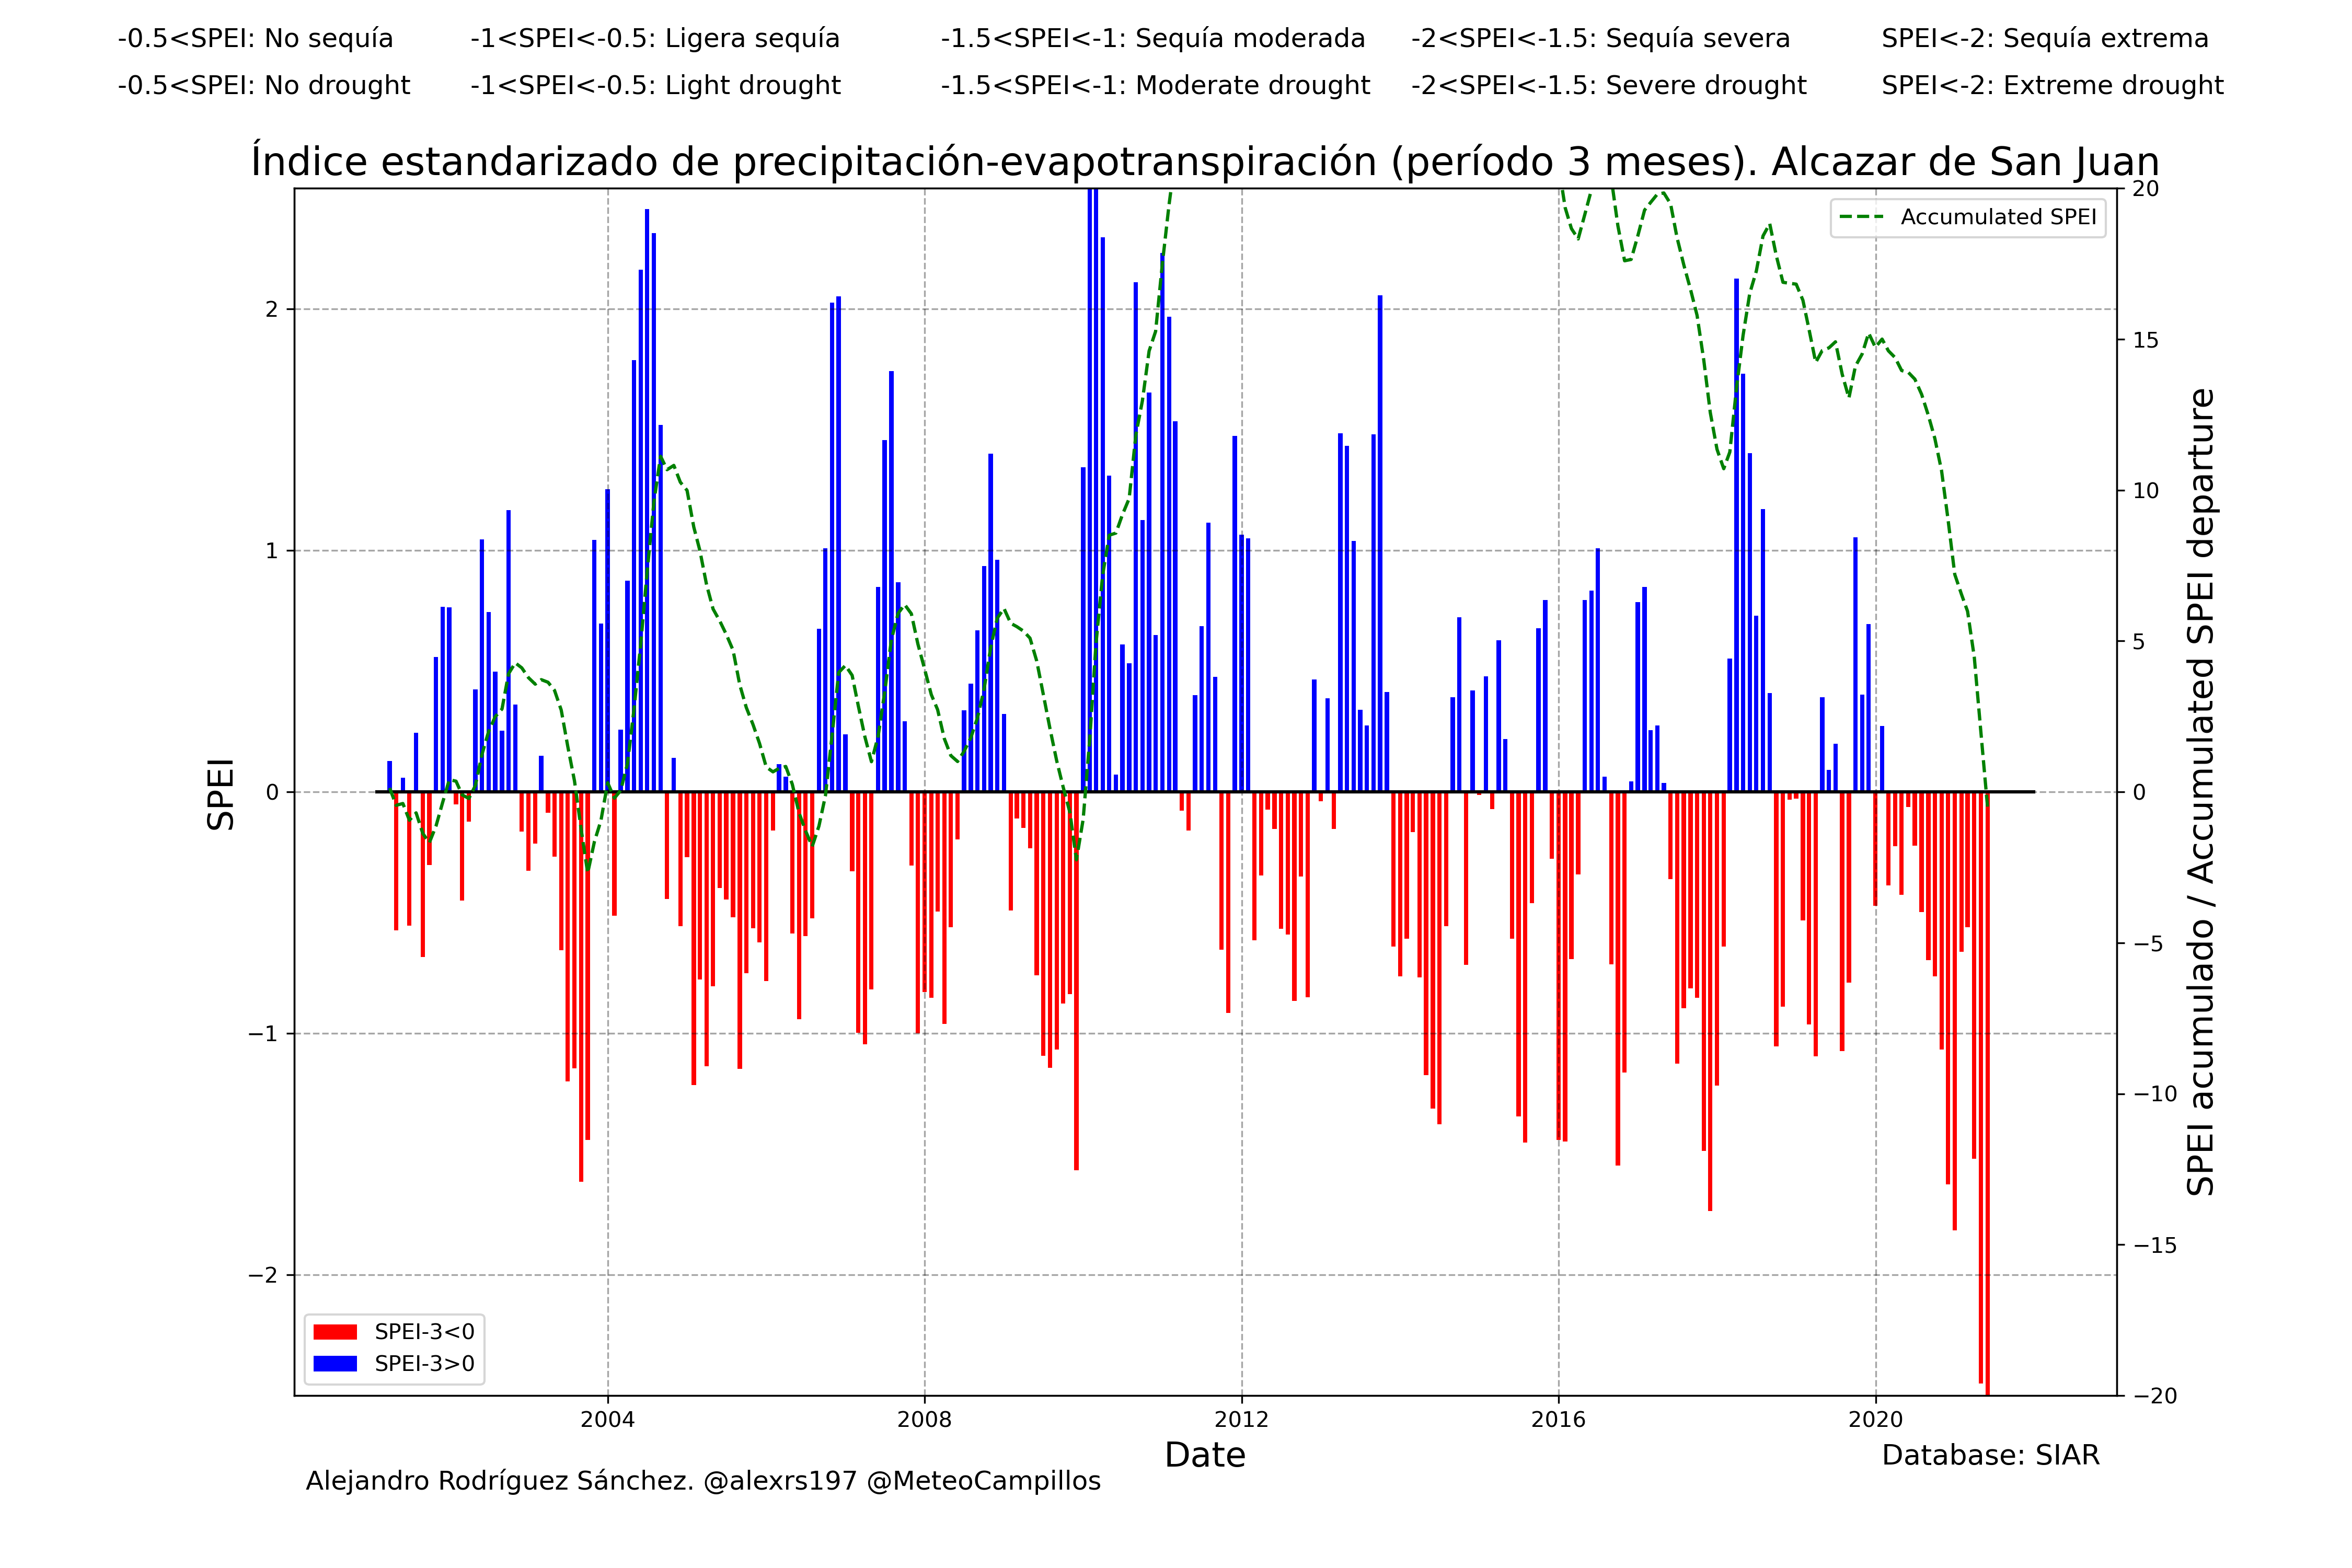 -0.5<SPEI: No sequía -1<SPEI<-0.5: Ligera sequía -1.5<SPEI<-1: Sequía moderada -2<SPEI<-1.5: Sequía severa SPEI<-2: Sequía extrema
-0.5<SPEI: No drought -1<SPEI<-0.5: Light drought -1.5<SPEI<-1: Moderate drought -2<SPEI<-1.5: Severe drought SPEI<-2: Extreme drought
Índice estandarizado de precipitación-evapotranspiración (período 3 meses). Alcazar de San Juan
Accumulated SPEI
SPEI
2
1
0
−1
−2
20
15
10
5
0
−5
−10
−15
−20
SPEI acumulado / Accumulated SPEI departure
SPEI-3<0
SPEI-3>0
2004 2008 2012 2016 2020
Date
Database: SIAR
Alejandro Rodríguez Sánchez. @alexrs197 @MeteoCampillos